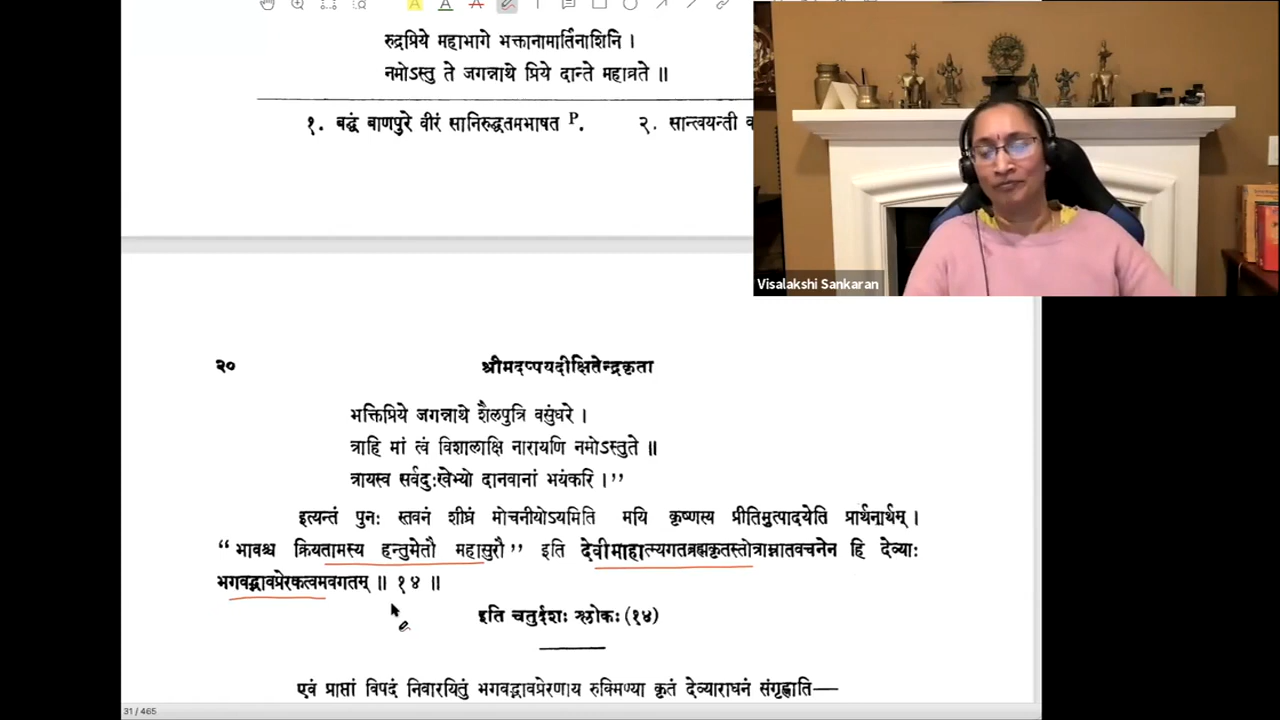 रुद्रप्रिये महाभागे भक्तानामार्तिनाशिनि ।
नमोऽस्तु ते जगन्नाथे प्रिये दान्ते महाव्रते ॥
१. बद्धं बाणपुरे वीरं सानिरुद्धतमभाषत P. २. सान्त्वयन्ती
Visalakshi Sankaran
२० श्रीमदप्पयदीक्षितेन्द्रकृता
भक्तिप्रिये जगन्नाथे शैलपुत्रि वसुंधरे ।
त्राहि मां त्वं विशालाक्षि नारायणि नमोऽस्तुते ॥
त्रायस्व सर्वदुःखेभ्यो दानवानां भयंकरि ।’’
इत्यन्तं पुनः स्तवनं शीघ्रं मोचनीयोऽयमिति मयि कृष्णस्य प्रीतिमुत्पादयेति प्रार्थनार्थम् ।
“भावश्च क्रियतामस्य हन्तुमेतौ महासुरौ’’ इति देवीमाहात्म्यगतब्रह्मकृतस्तोत्राम्नातवचनेन हि देव्याः
भगवद्भावप्रेरकत्वमवगतम् ॥ १४ ॥
इति चतुर्दशः श्लोकः (१४)
एवं प्राप्तां विपदं निवारयितुं भगवद्भावप्रेरणाय रुक्मिण्या कृतं देव्याराधनं संगृह्णाति—
31 / 465